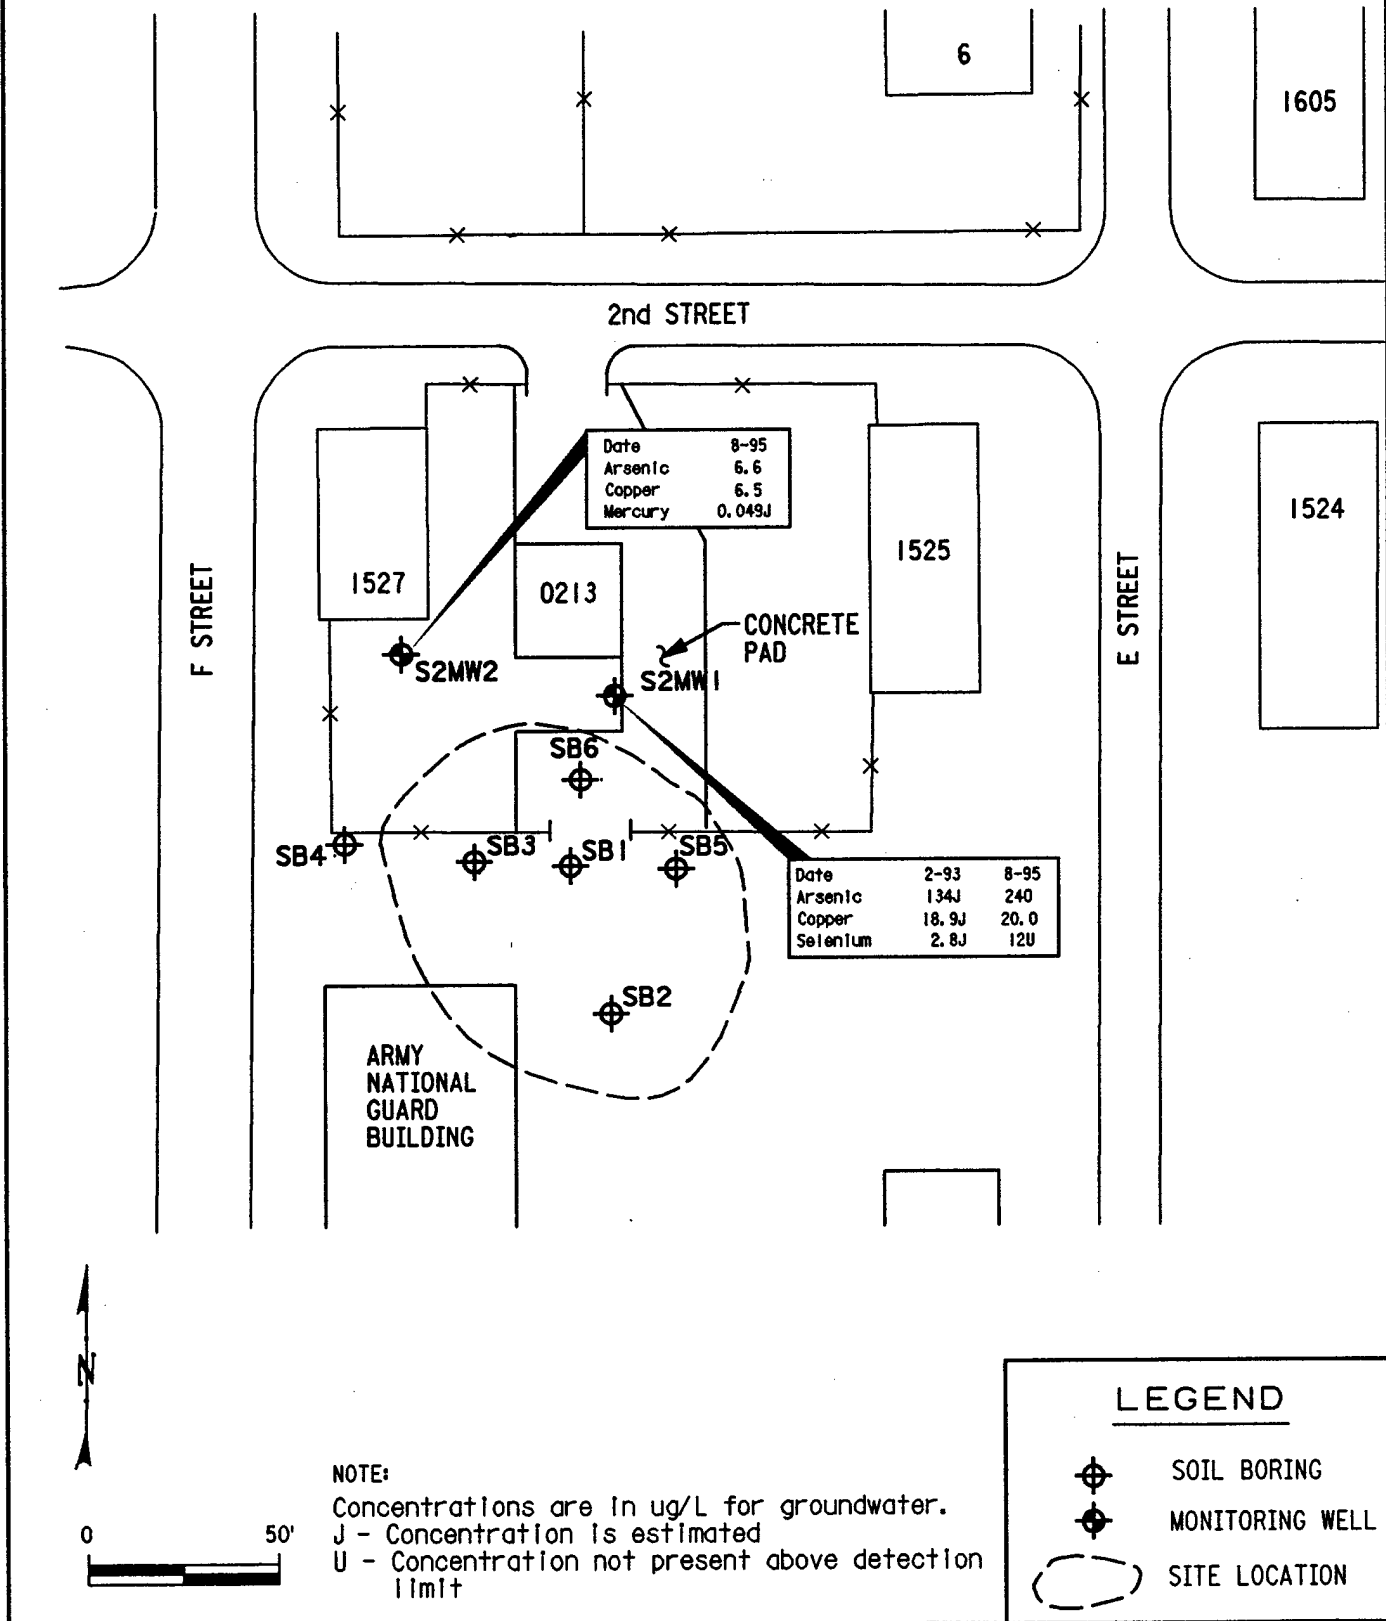 6
1605
2nd STREET
Date 8-95
Arsenic 6.6
Copper 6.5
Mercury 0.049J
1527
0213
1525
1524
F STREET
E STREET
CONCRETE
PAD
S2MW2
S2MW1
SB6
SB4
SB3
SB1
SB5
Date 2-93 8-95
Arsenic 134J 240
Copper 18.9J 20.0
Selenium 2.8J 12U
SB2
ARMY
NATIONAL
GUARD
BUILDING
N
LEGEND
SOIL BORING
MONITORING WELL
SITE LOCATION
NOTE:
Concentrations are in ug/L for groundwater.
J - Concentration is estimated
U - Concentration not present above detection
limit
0 50'